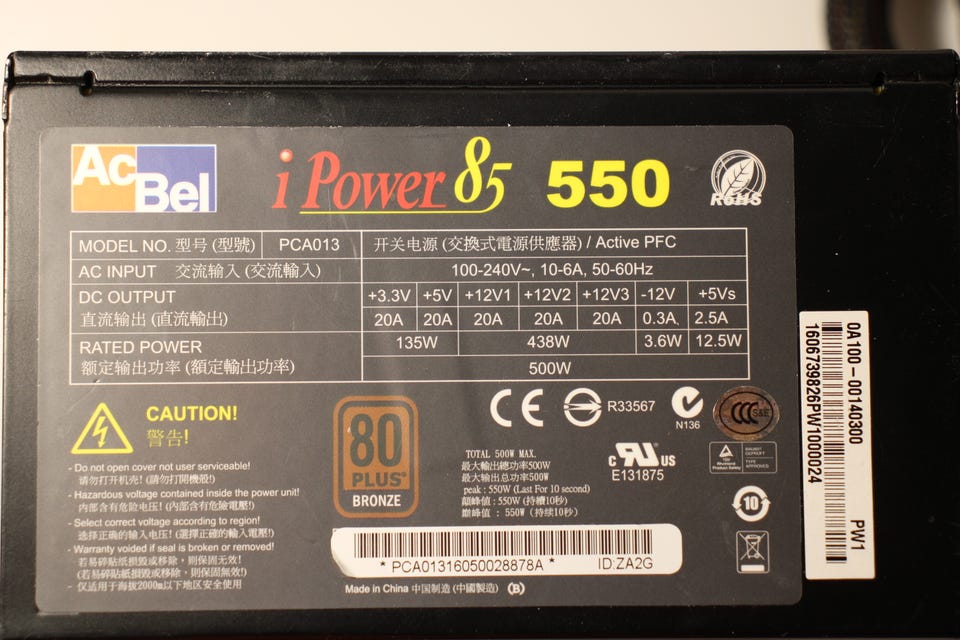 AcBel
i Power 85 550
RoHS
MODEL NO. 型号 (型號) PCA013 开关电源 (交換式電源供應器) / Active PFC
AC INPUT 交流输入 (交流輸入) 100-240V~, 10-6A, 50-60Hz
DC OUTPUT +3.3V +5V +12V1 +12V2 +12V3 -12V +5Vs
直流输出 (直流輸出) 20A 20A 20A 20A 20A 0.3A 2.5A
RATED POWER 135W 438W 3.6W 12.5W
额定输出功率 (額定輸出功率) 500W
CAUTION!
警告!
- Do not open cover not user serviceable!
请勿打开机壳! (請勿打開機殼!)
- Hazardous voltage contained inside the power unit!
内部含有危险电压! (內部含有危險電壓!)
- Select correct voltage according to region!
选择正确的输入电压! (選擇正確的輸入電壓!)
- Warranty voided if seal is broken or removed!
若易碎贴纸损毁或移除，则保固无效!
(若易碎貼紙損毀或移除，則保固無效!)
- 仅适用于海拔2000m以下地区安全使用
80
PLUS
BRONZE
CE R33567 N136 CCC S&E
TOTAL 500W MAX.
最大輸總功率500W
最大输出总功率500W
peak : 550W (Last For 10 second)
顛峰值 : 550W (持續10秒)
巅峰值 : 550W (持续10秒)
c RU US
E131875
10
* PCA01316050028878A * ID:ZA2G
Made in China 中国制造 (中國製造) (B)
0A100-00140300
1606739826PW1000024
PW1